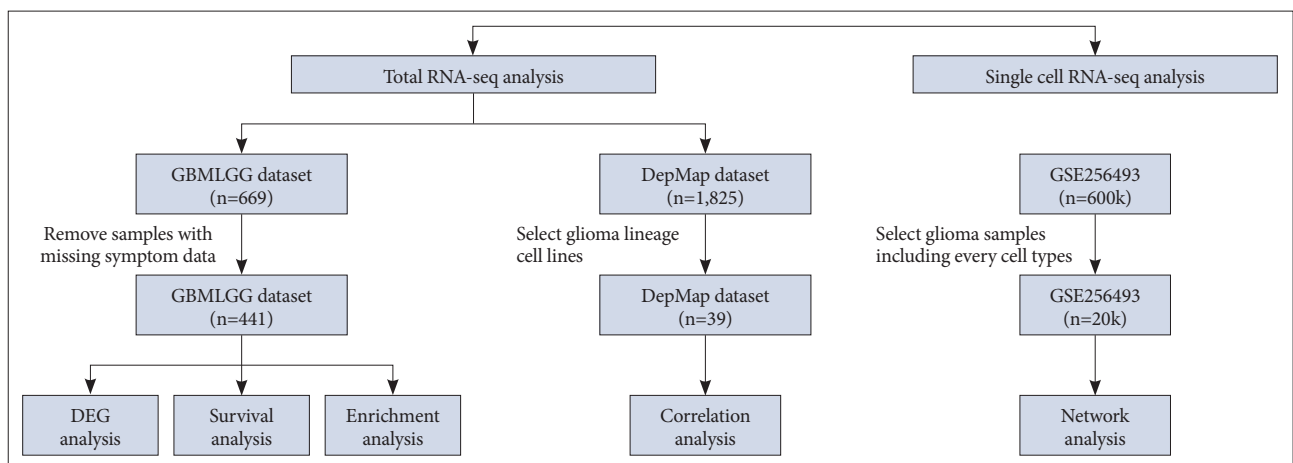 Total RNA-seq analysis
Single cell RNA-seq analysis
GBMLGG dataset
(n=669)
DepMap dataset
(n=1,825)
GSE256493
(n=600k)
Remove samples with
missing symptom data
Select glioma lineage
cell lines
Select glioma samples
including every cell types
GBMLGG dataset
(n=441)
DepMap dataset
(n=39)
GSE256493
(n=20k)
DEG
analysis
Survival
analysis
Enrichment
analysis
Correlation
analysis
Network
analysis